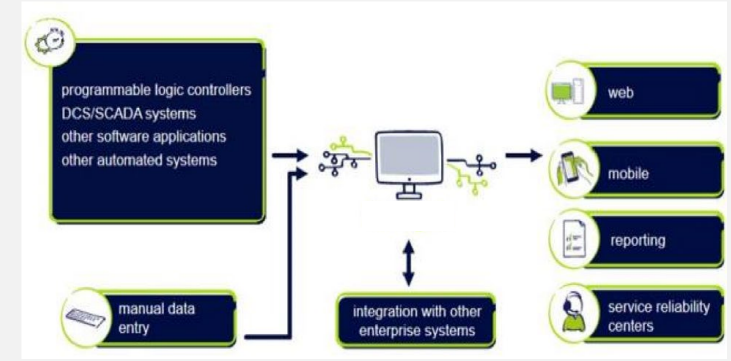 programmable logic controllers
DCS/SCADA systems
other software applications
other automated systems
manual data
entry
integration with other
enterprise systems
web
mobile
reporting
service reliability
centers